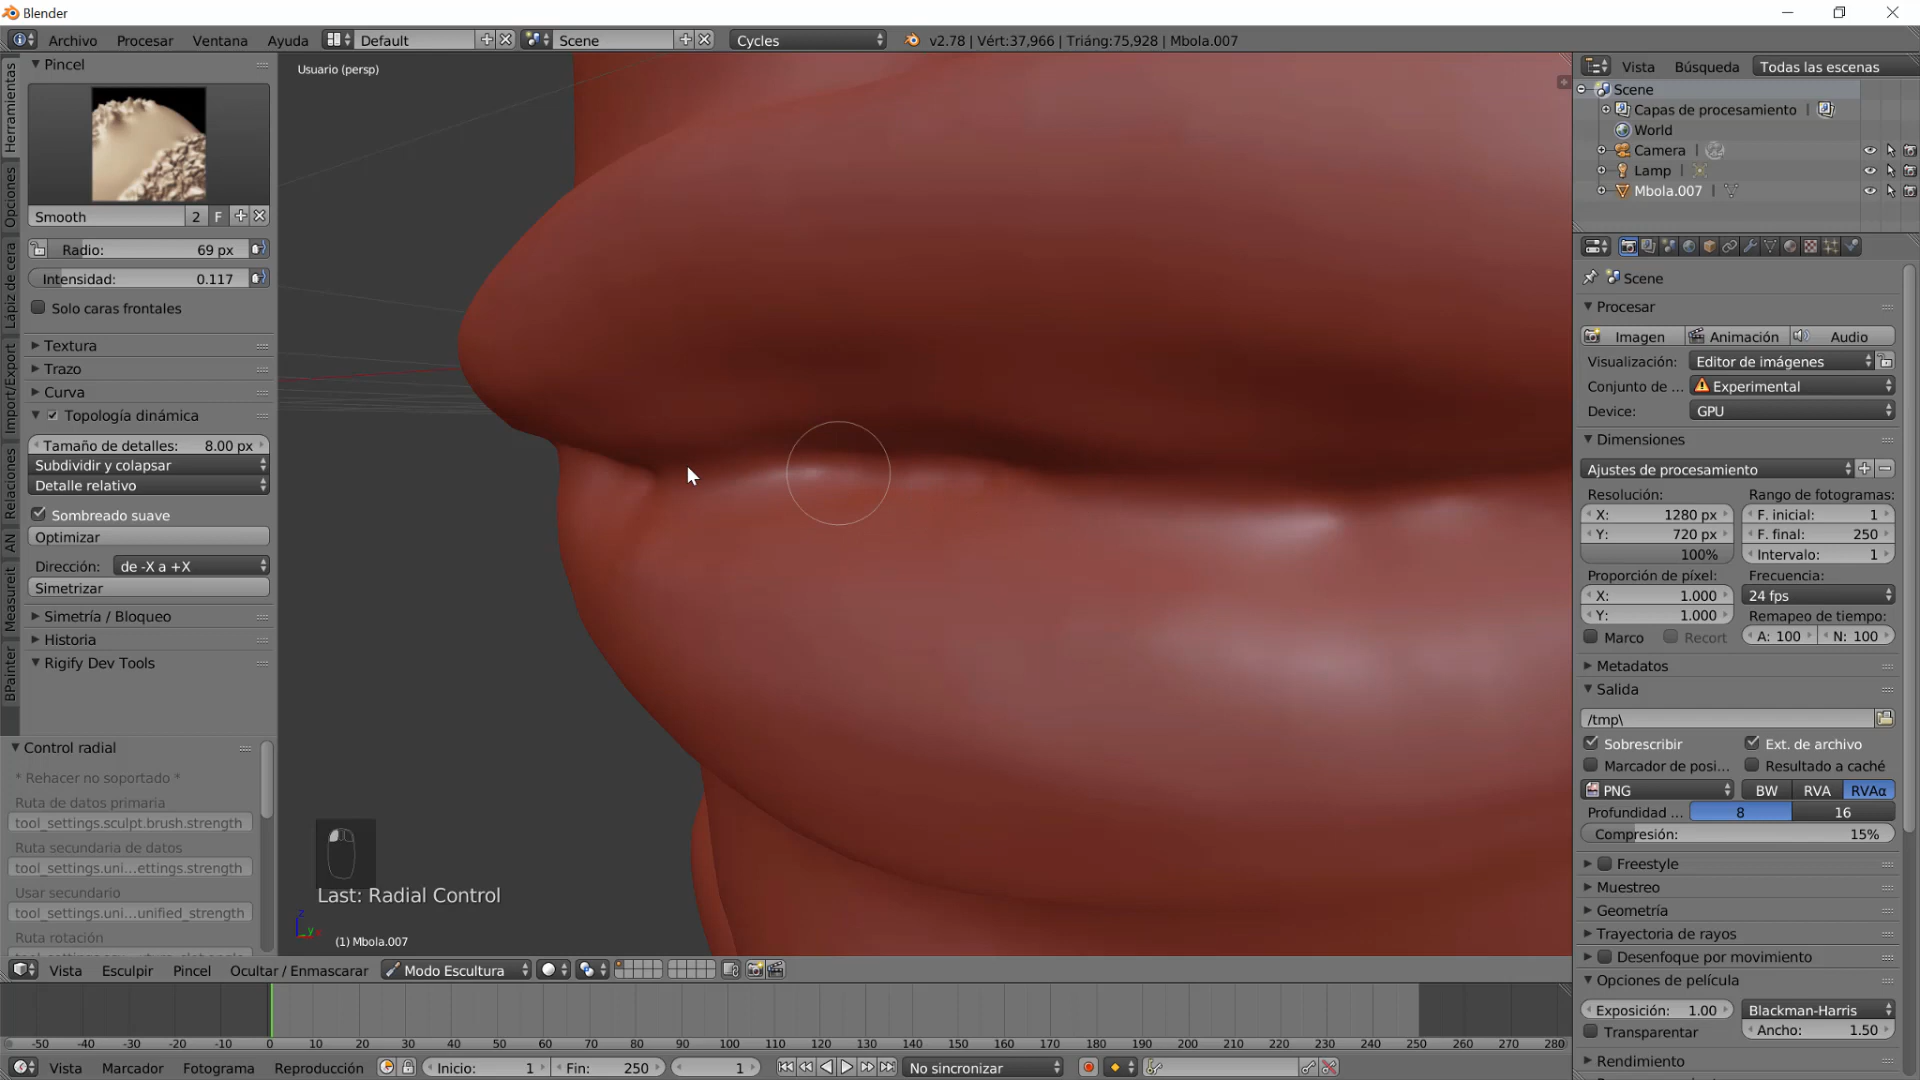 Blender
Archivo Procesar Ventana Ayuda Default Scene Cycles v2.78 | Vért:37,966 | Triáng:75,928 | Mbola.007
Pincel
Usuario (persp)
Smooth 2 F
Radio: 69 px
Intensidad: 0.117
Solo caras frontales
Textura
Trazo
Curva
Topología dinámica
Tamaño de detalles: 8.00 px
Subdividir y colapsar
Detalle relativo
Sombreado suave
Optimizar
Dirección: de -X a +X
Simetrizar
Simetría / Bloqueo
Historia
Rigify Dev Tools
Herramientas
Opciones
Lápiz de cera
Import/Export
Relaciones
AN
Measureit
BPainter
Control radial
* Rehacer no soportado *
Ruta de datos primaria
tool_settings.sculpt.brush.strength
Ruta secundaria de datos
tool_settings.uni...ettings.strength
Usar secundario
tool_settings.uni...unified_strength
Ruta rotación
Last: Radial Control
z
y
(1) Mbola.007
Vista Esculpir Pincel Ocultar / Enmascarar Modo Escultura
-50 -40 -30 -20 -10 0 10 20 30 40 50 60 70 80 90 100 110 120 130 140 150 160 170 180 190 200 210 220 230 240 250 260 270 280
Vista Marcador Fotograma Reproducción Inicio: 1 Fin: 250 1 No sincronizar
Vista Búsqueda Todas las escenas
Scene
Capas de procesamiento
World
Camera
Lamp
Mbola.007
Scene
Procesar
Imagen Animación Audio
Visualización: Editor de imágenes
Conjunto de ... Experimental
Device: GPU
Dimensiones
Ajustes de procesamiento
Resolución: Rango de fotogramas:
X: 1280 px F. inicial: 1
Y: 720 px F. final: 250
100% Intervalo: 1
Proporción de píxel: Frecuencia:
X: 1.000 24 fps
Y: 1.000 Remapeo de tiempo:
Marco Recort A: 100 N: 100
Metadatos
Salida
/tmp\
Sobrescribir Ext. de archivo
Marcador de posi... Resultado a caché
PNG BW RVA RVAα
Profundidad ... 8 16
Compresión: 15%
Freestyle
Muestreo
Geometría
Trayectoria de rayos
Desenfoque por movimiento
Opciones de película
Exposición: 1.00 Blackman-Harris
Transparentar Ancho: 1.50
Rendimiento